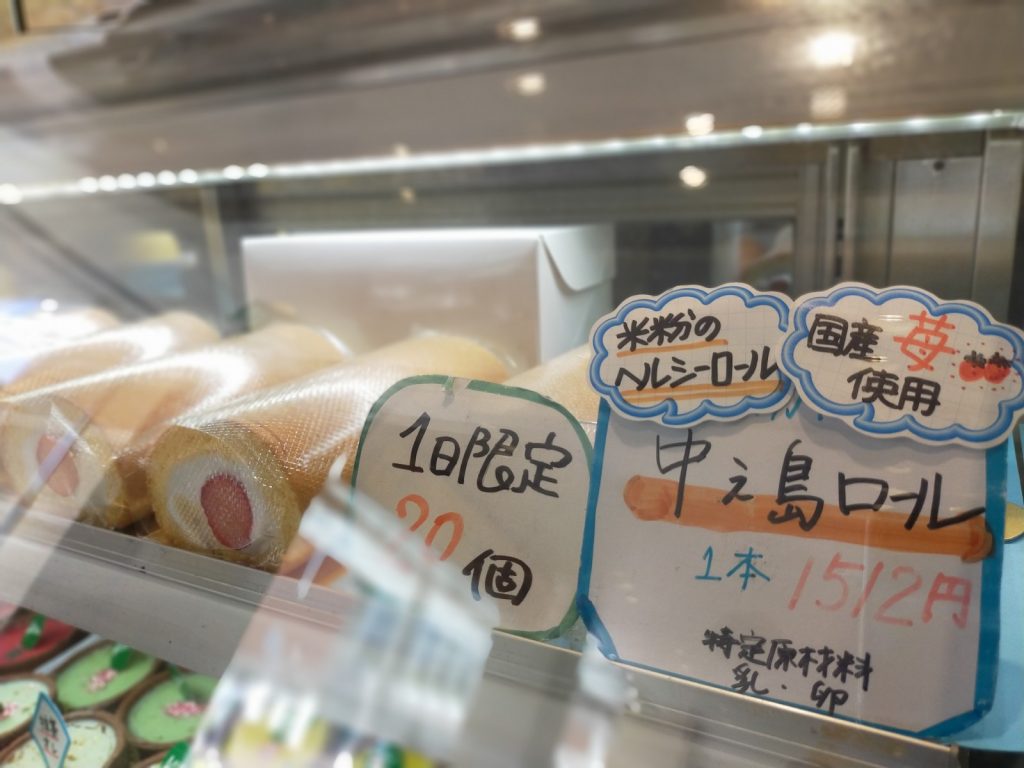 米粉の
ヘルシーロール
国産苺
使用
中之島ロール
1本 1512円
特定原材料
乳・卵
1日限定
20
個